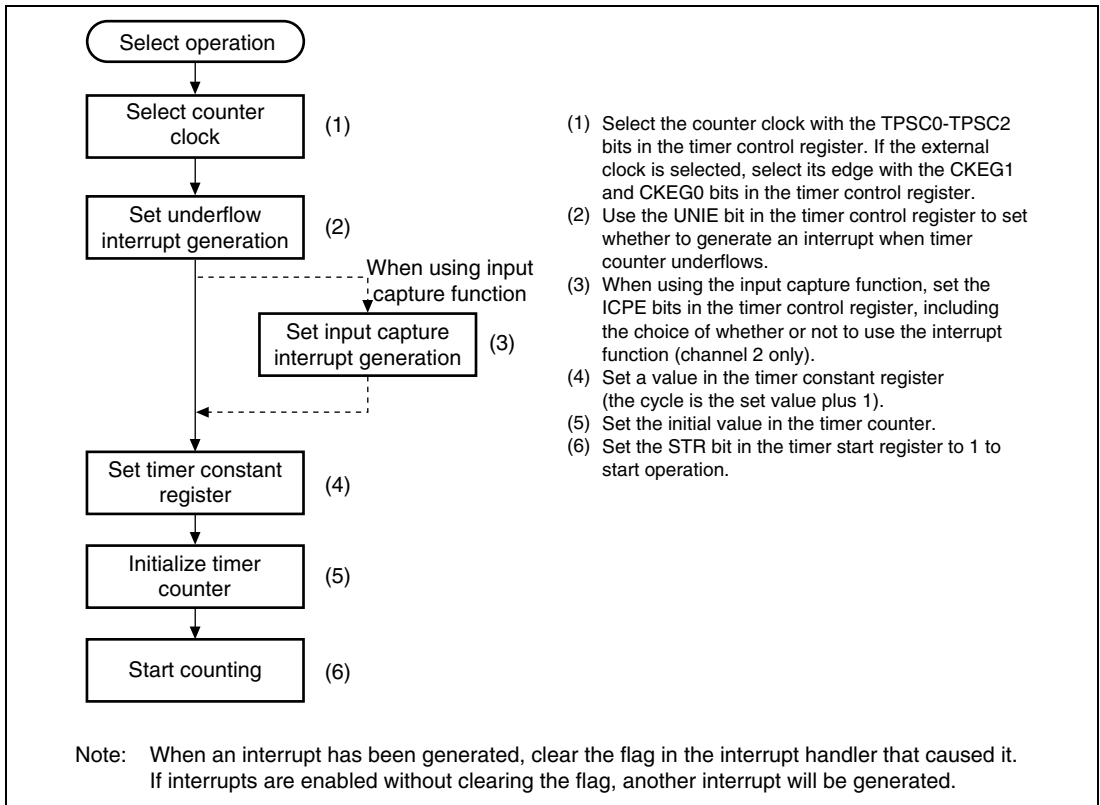 Select operation
Select counter
clock
(1)
Set underflow
interrupt generation
(2)
When using input
capture function
Set input capture
interrupt generation
(3)
Set timer constant
register
(4)
Initialize timer
counter
(5)
Start counting
(6)
(1) Select the counter clock with the TPSC0-TPSC2
bits in the timer control register. If the external
clock is selected, select its edge with the CKEG1
and CKEG0 bits in the timer control register.
(2) Use the UNIE bit in the timer control register to set
whether to generate an interrupt when timer
counter underflows.
(3) When using the input capture function, set the
ICPE bits in the timer control register, including
the choice of whether or not to use the interrupt
function (channel 2 only).
(4) Set a value in the timer constant register
(the cycle is the set value plus 1).
(5) Set the initial value in the timer counter.
(6) Set the STR bit in the timer start register to 1 to
start operation.
Note: When an interrupt has been generated, clear the flag in the interrupt handler that caused it.
If interrupts are enabled without clearing the flag, another interrupt will be generated.